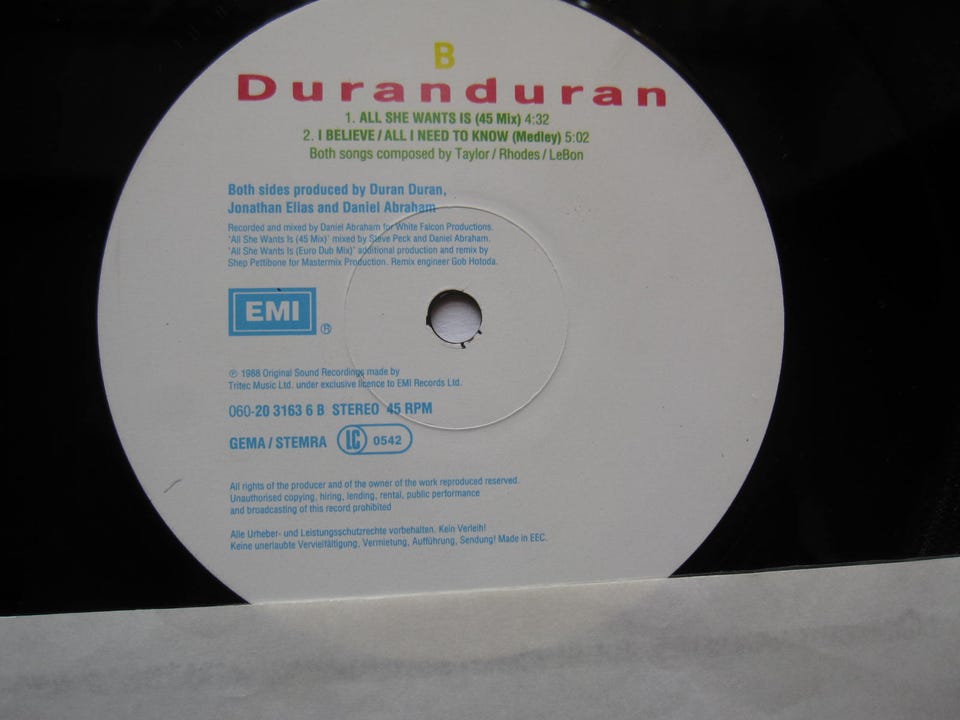 B
Duranduran
1. ALL SHE WANTS IS (45 Mix) 4:32
2. I BELIEVE / ALL I NEED TO KNOW (Medley) 5:02
Both songs composed by Taylor / Rhodes / LeBon
Both sides produced by Duran Duran,
Jonathan Elias and Daniel Abraham
Recorded and mixed by Daniel Abraham for White Falcon Productions.
'All She Wants Is (45 Mix)' mixed by Steve Peck and Daniel Abraham.
'All She Wants Is (Euro Dub Mix)' additional production and remix by
Shep Pettibone for Mastermix Production. Remix engineer Gob Hotoda.
EMI ®
℗ 1988 Original Sound Recordings made by
Tritec Music Ltd. under exclusive licence to EMI Records Ltd.
060-20 3163 6 B STEREO 45 RPM
GEMA / STEMRA LC 0542
All rights of the producer and of the owner of the work reproduced reserved.
Unauthorised copying, hiring, lending, rental, public performance
and broadcasting of this record prohibited
Alle Urheber- und Leistungsschutzrechte vorbehalten. Kein Verleih!
Keine unerlaubte Vervielfältigung, Vermietung, Aufführung, Sendung! Made in EEC.